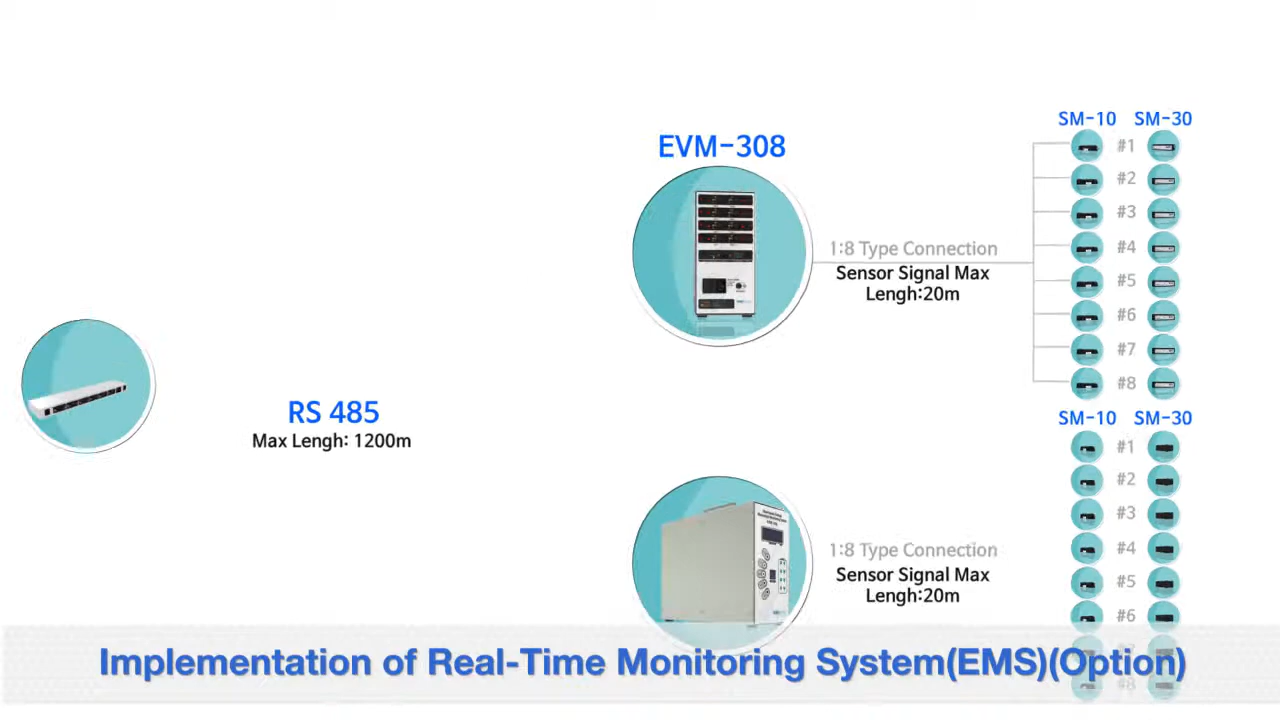 SM-10 SM-30
EVM-308
#1
#2
#3
#4
#5
#6
#7
#8
1:8 Type Connection
Sensor Signal Max
Lengh:20m
RS 485
Max Lengh: 1200m
SM-10 SM-30
#1
#2
#3
#4
#5
#6
#8
1:8 Type Connection
Sensor Signal Max
Lengh:20m
Implementation of Real-Time Monitoring System(EMS)(Option)